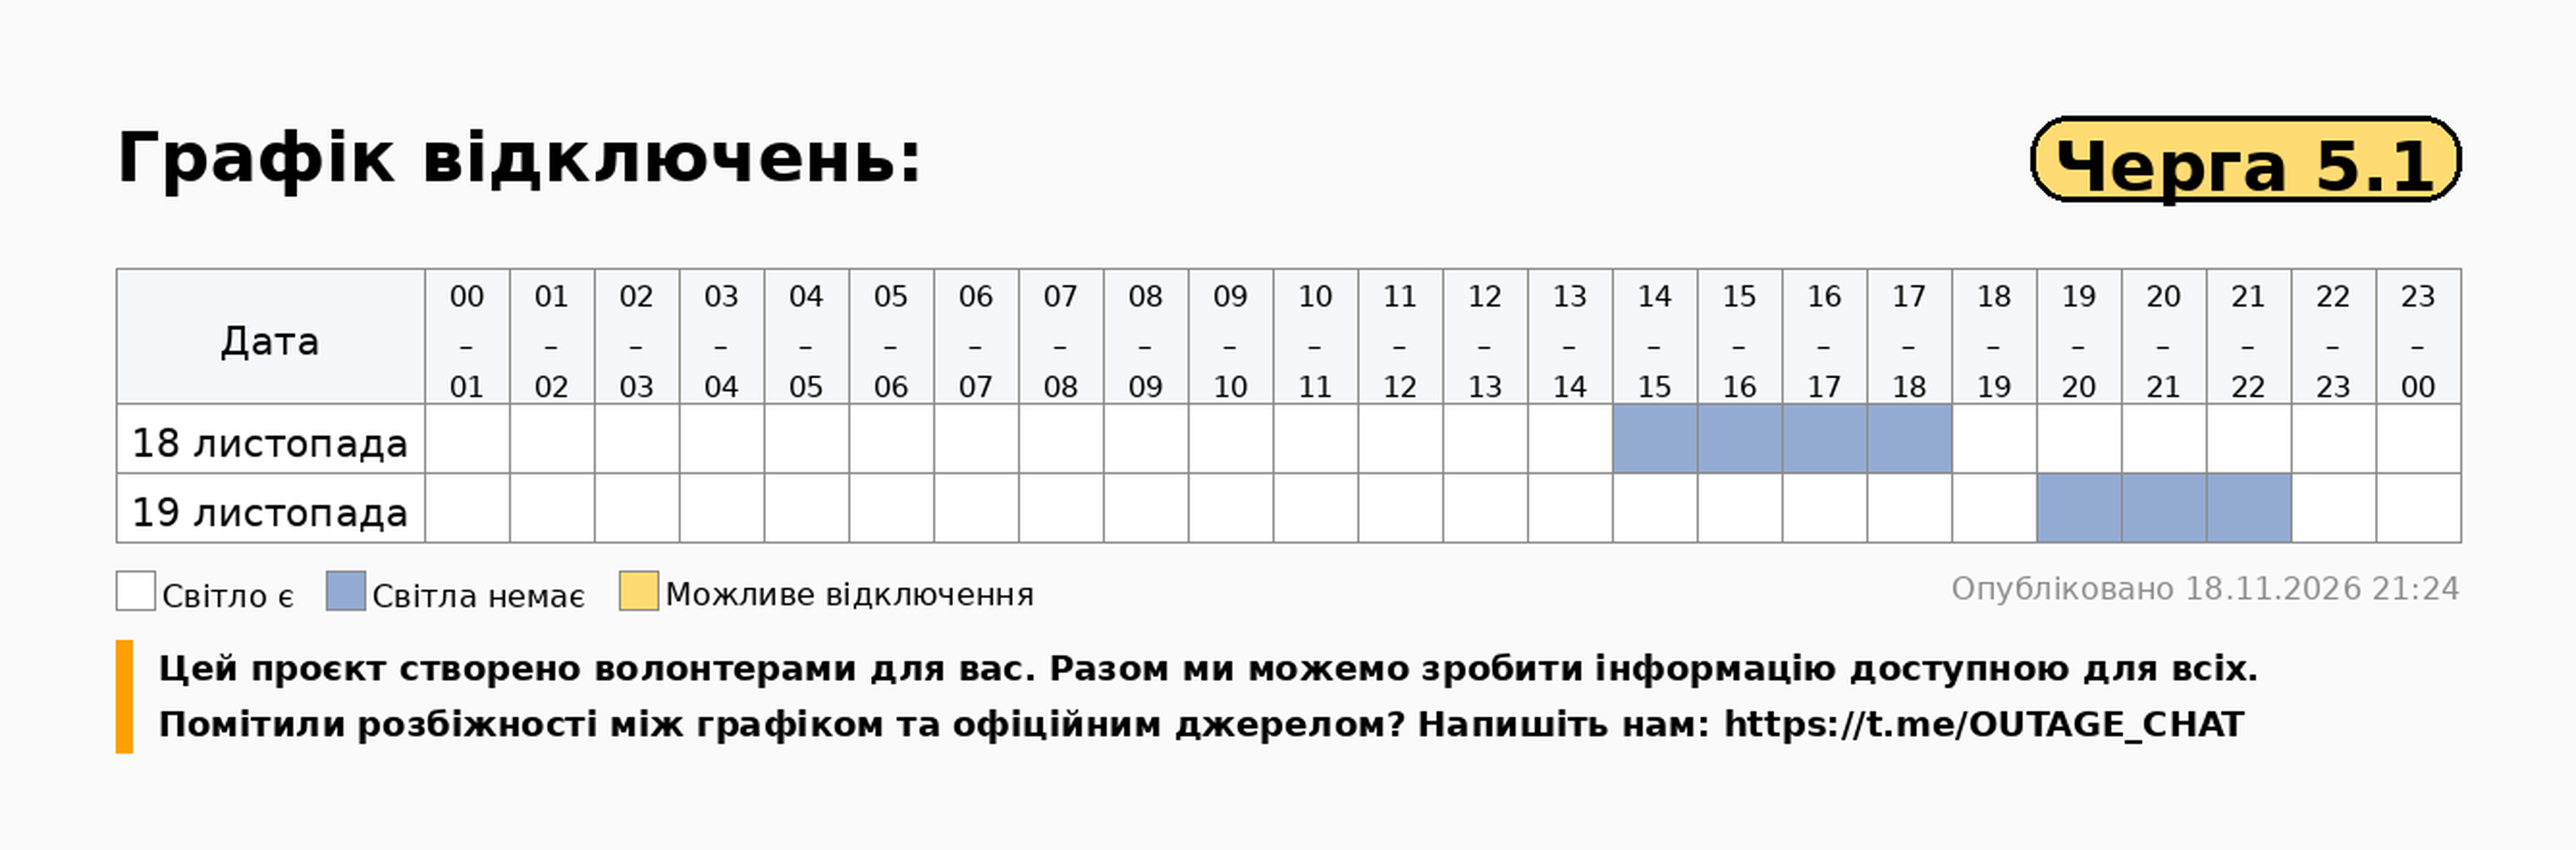 Графік відключень:
Черга 5.1
Дата
00 – 01
01 – 02
02 – 03
03 – 04
04 – 05
05 – 06
06 – 07
07 – 08
08 – 09
09 – 10
10 – 11
11 – 12
12 – 13
13 – 14
14 – 15
15 – 16
16 – 17
17 – 18
18 – 19
19 – 20
20 – 21
21 – 22
22 – 23
23 – 00
18 листопада
19 листопада
Світло є
Світла немає
Можливе відключення
Опубліковано 18.11.2026 21:24
Цей проєкт створено волонтерами для вас. Разом ми можемо зробити інформацію доступною для всіх.
Помітили розбіжності між графіком та офіційним джерелом? Напишіть нам: https://t.me/OUTAGE_CHAT